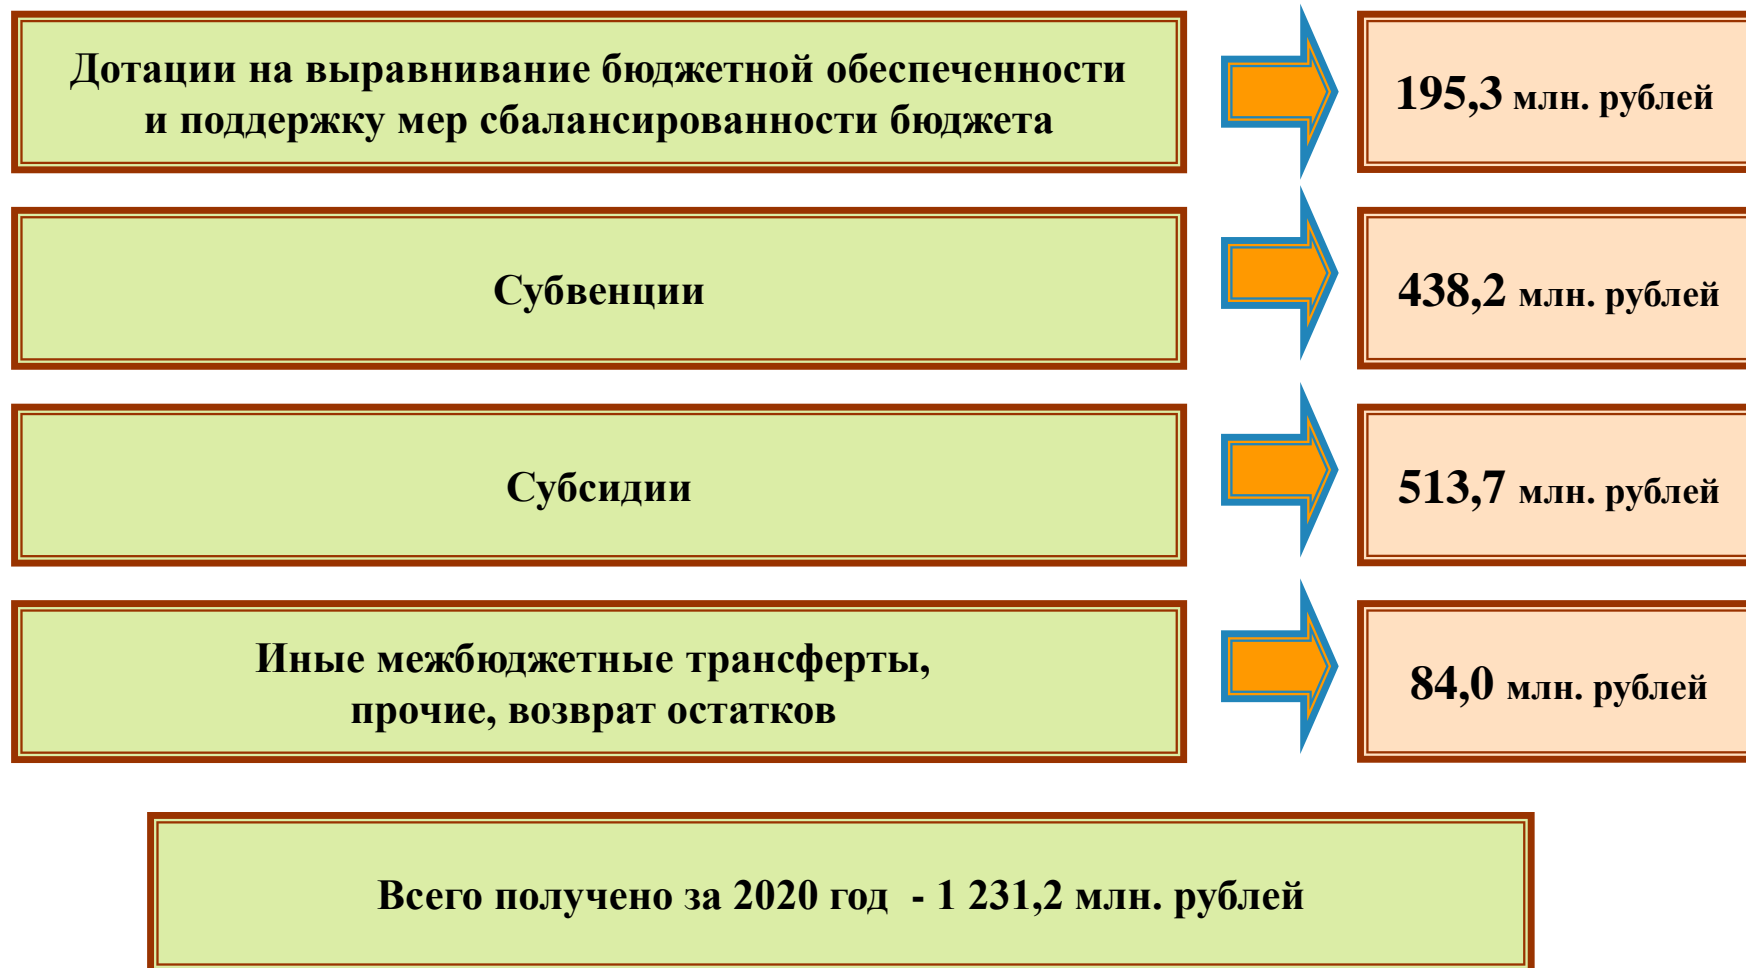 Дотации на выравнивание бюджетной обеспеченности
и поддержку мер сбалансированности бюджета
195,3 млн. рублей
Субвенции
438,2 млн. рублей
Субсидии
513,7 млн. рублей
Иные межбюджетные трансферты,
прочие, возврат остатков
84,0 млн. рублей
Всего получено за 2020 год - 1 231,2 млн. рублей